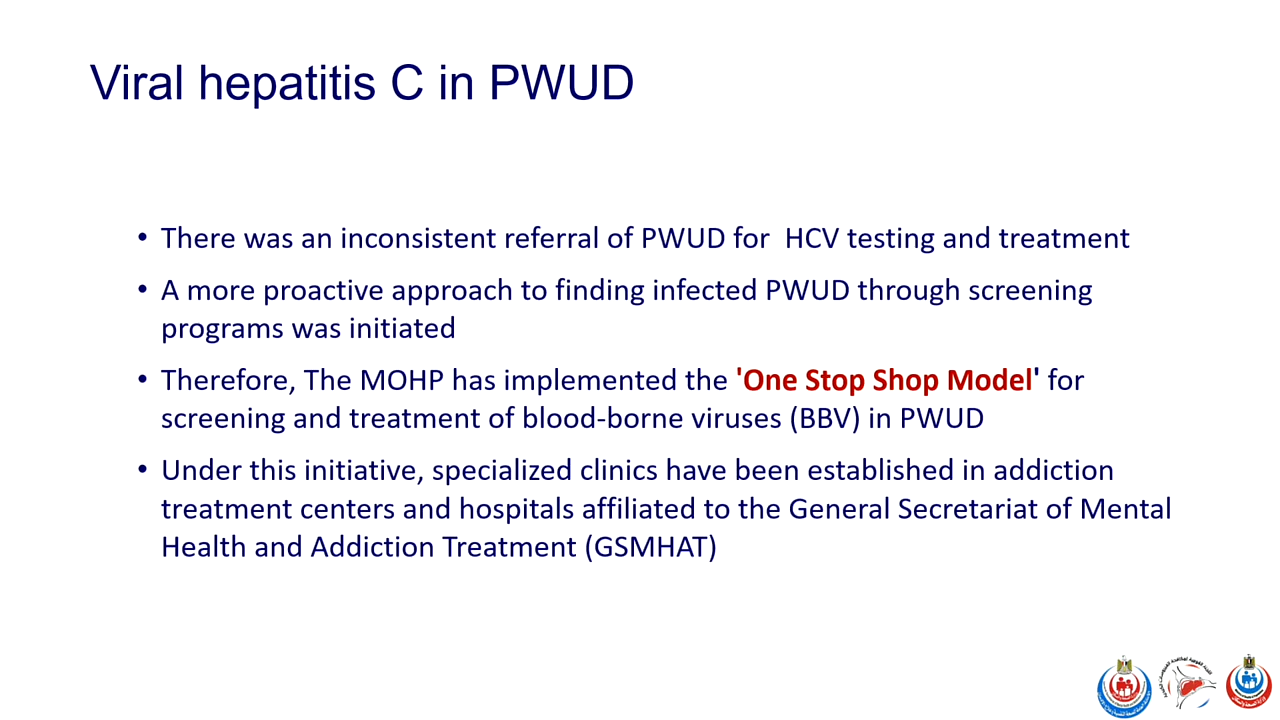 Viral hepatitis C in PWUD
• There was an inconsistent referral of PWUD for  HCV testing and treatment
• A more proactive approach to finding infected PWUD through screening
programs was initiated
• Therefore, The MOHP has implemented the 'One Stop Shop Model' for
screening and treatment of blood-borne viruses (BBV) in PWUD
• Under this initiative, specialized clinics have been established in addiction
treatment centers and hospitals affiliated to the General Secretariat of Mental
Health and Addiction Treatment (GSMHAT)